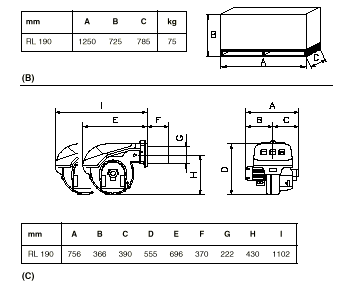 mm A B C kg
RL 190 1250 725 785 75
B
A
C
(B)
I
E F
G
H
A
B C
D
mm A B C D E F G H I
RL 190 756 366 390 555 696 370 222 430 1102
(C)